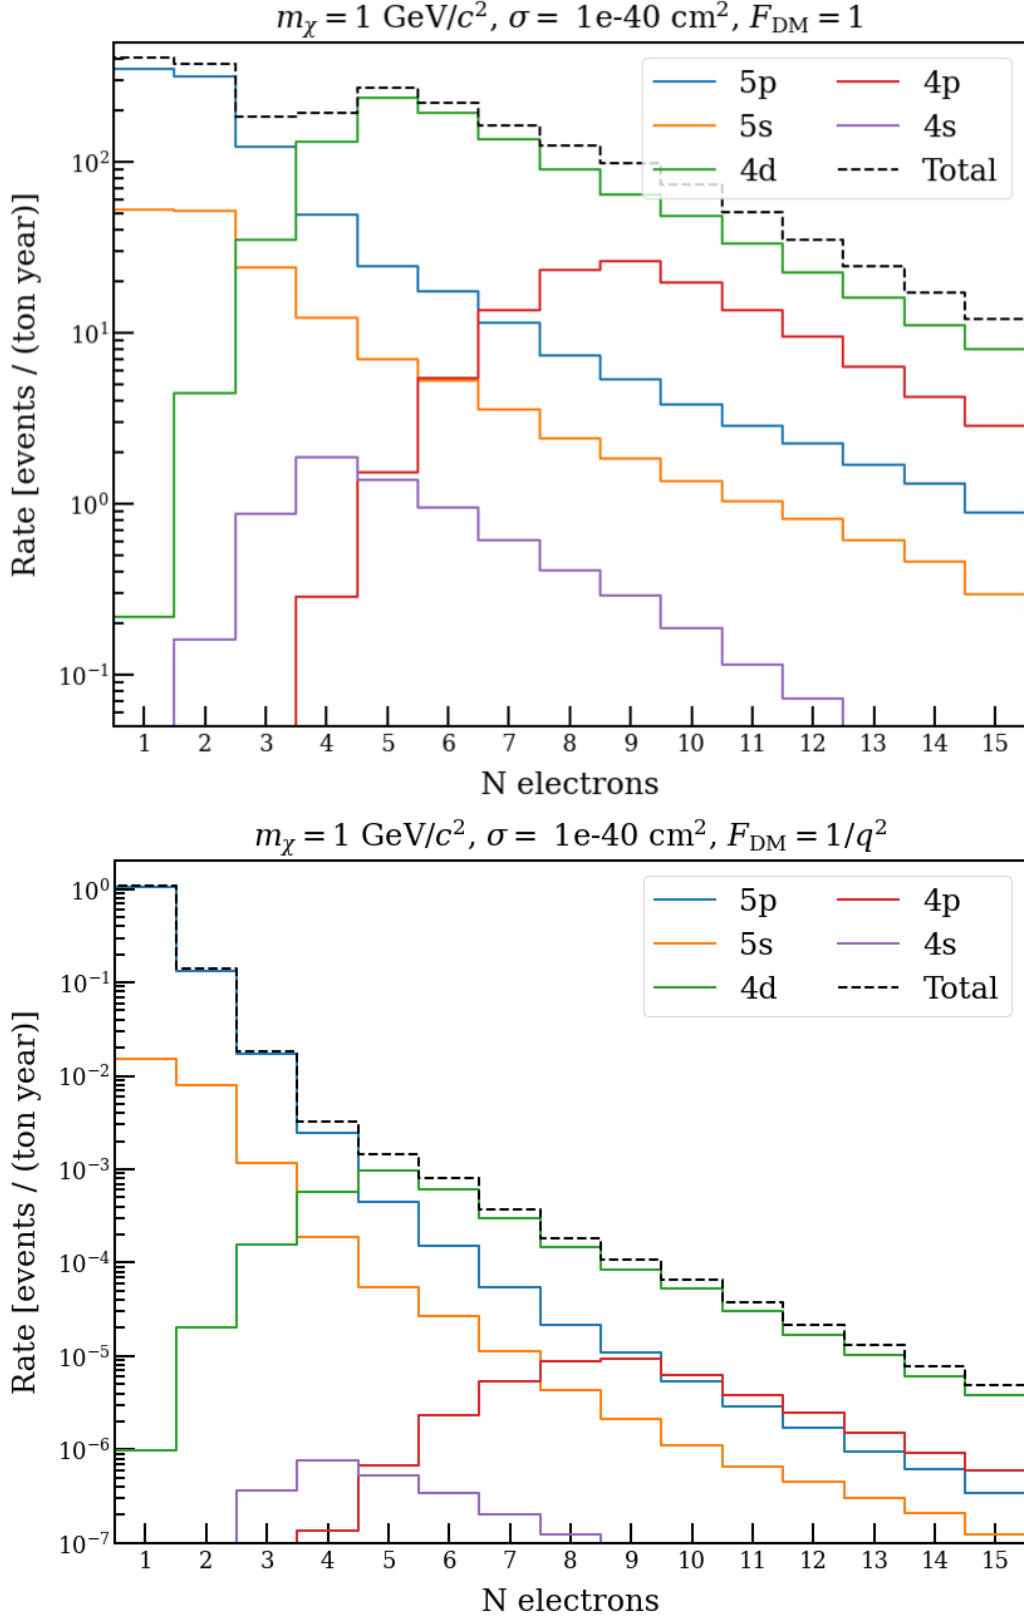 m_χ = 1 GeV/c², σ = 1e-40 cm², F_DM = 1
Rate [events / (ton year)]
10²
10¹
10⁰
10⁻¹
5p 4p
5s 4s
4d Total
1 2 3 4 5 6 7 8 9 10 11 12 13 14 15
N electrons
m_χ = 1 GeV/c², σ = 1e-40 cm², F_DM = 1/q²
Rate [events / (ton year)]
10⁰
10⁻¹
10⁻²
10⁻³
10⁻⁴
10⁻⁵
10⁻⁶
10⁻⁷
5p 4p
5s 4s
4d Total
1 2 3 4 5 6 7 8 9 10 11 12 13 14 15
N electrons